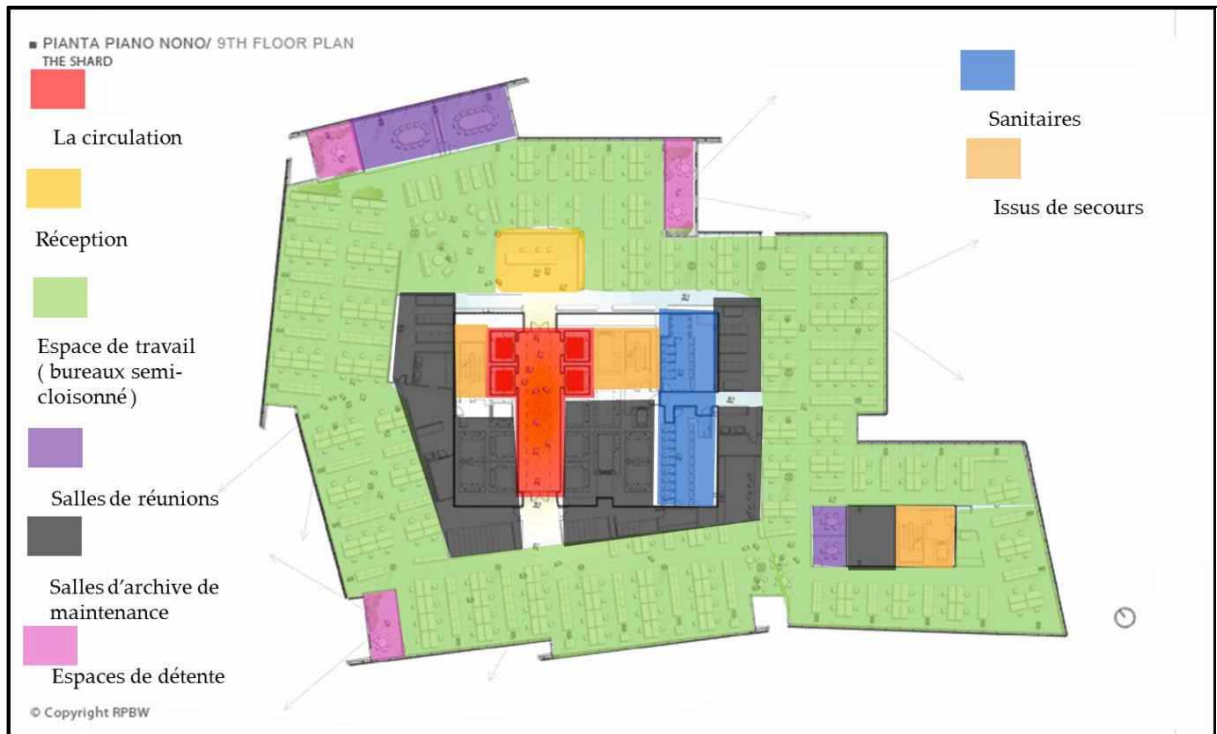 ■ PIANTA PIANO NONO/ 9TH FLOOR PLAN
THE SHARD
La circulation
Réception
Espace de travail
( bureaux semi-
cloisonné )
Salles de réunions
Salles d'archive de
maintenance
Espaces de détente
Sanitaires
Issus de secours
© Copyright RPBW